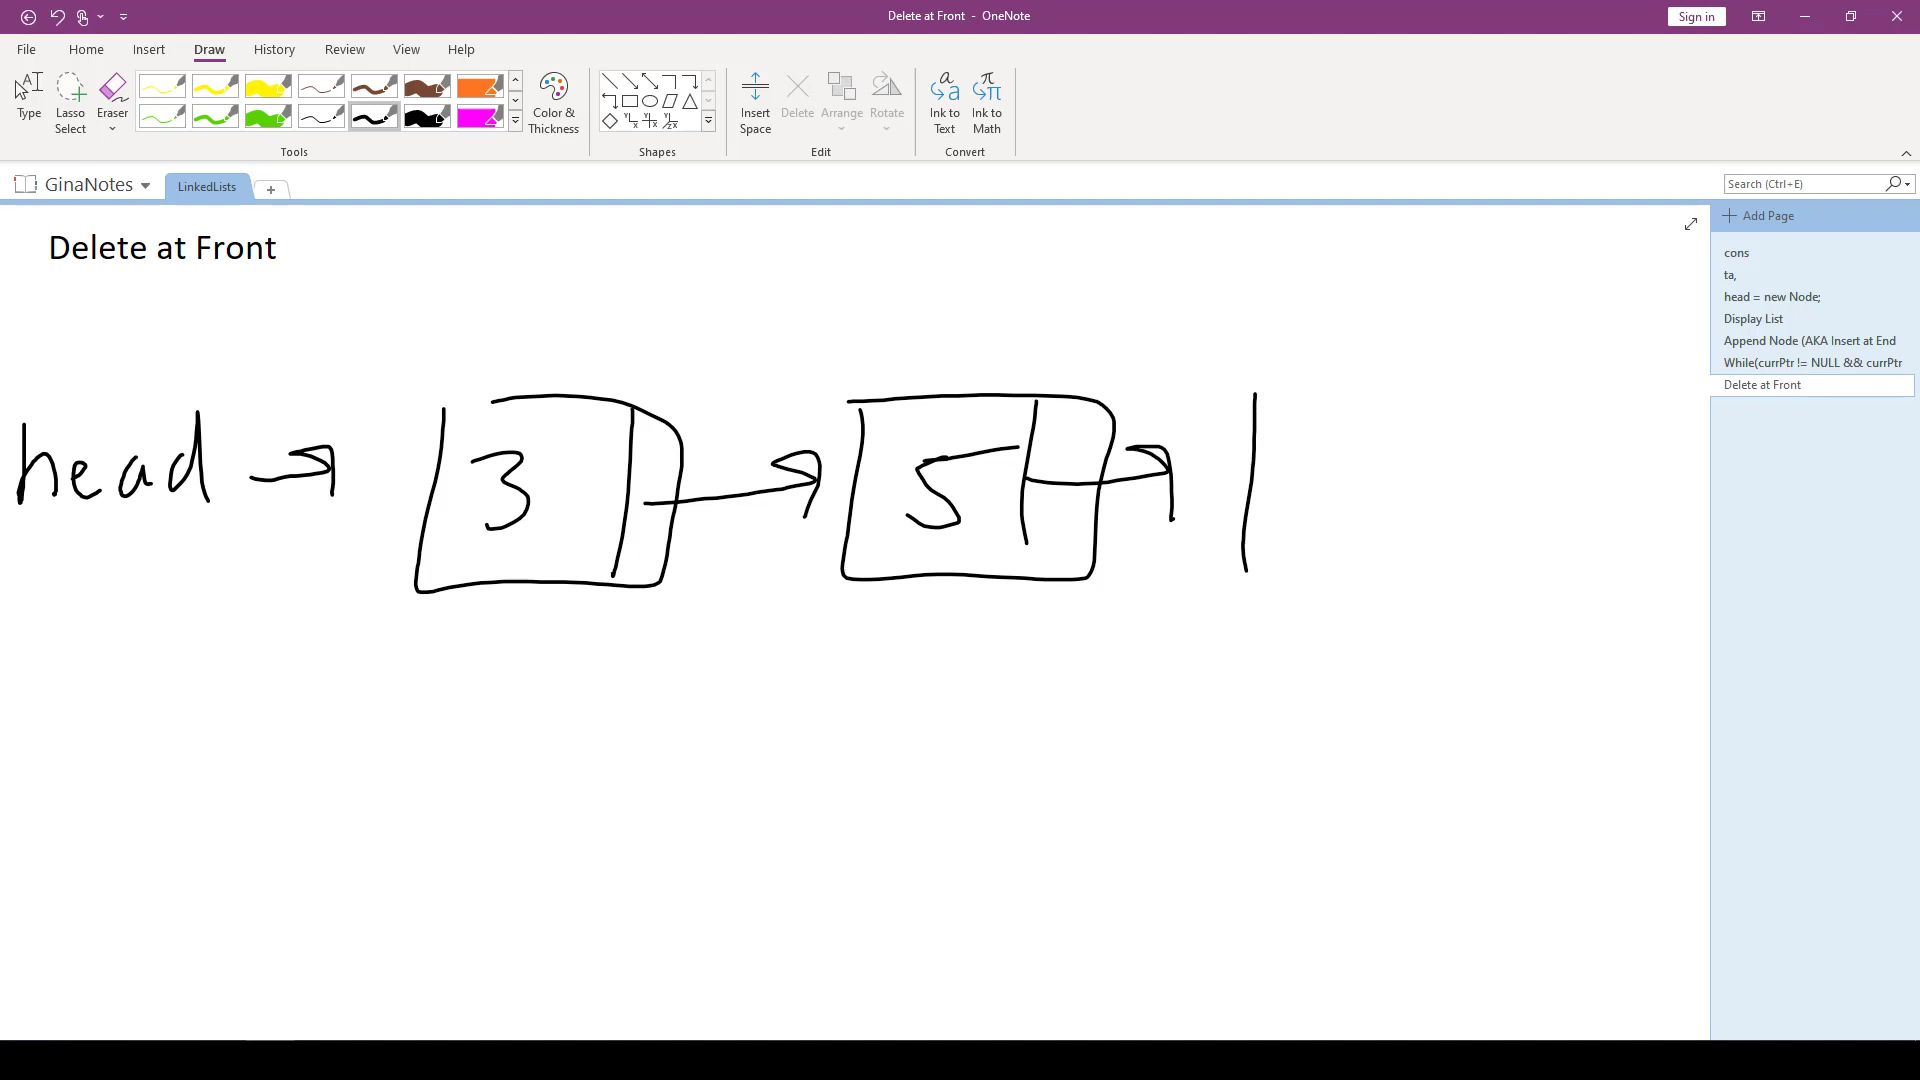 Delete at Front - OneNote
Sign in
File Home Insert Draw History Review View Help
Type
Lasso Select
Eraser
Color & Thickness
Insert Space
Delete
Arrange
Rotate
Ink to Text
Ink to Math
Tools Shapes Edit Convert
GinaNotes
LinkedLists
Search (Ctrl+E)
Add Page
cons
ta,
head = new Node;
Display List
Append Node (AKA Insert at End
While(currPtr != NULL && currPtr
Delete at Front
Delete at Front
head 3 5